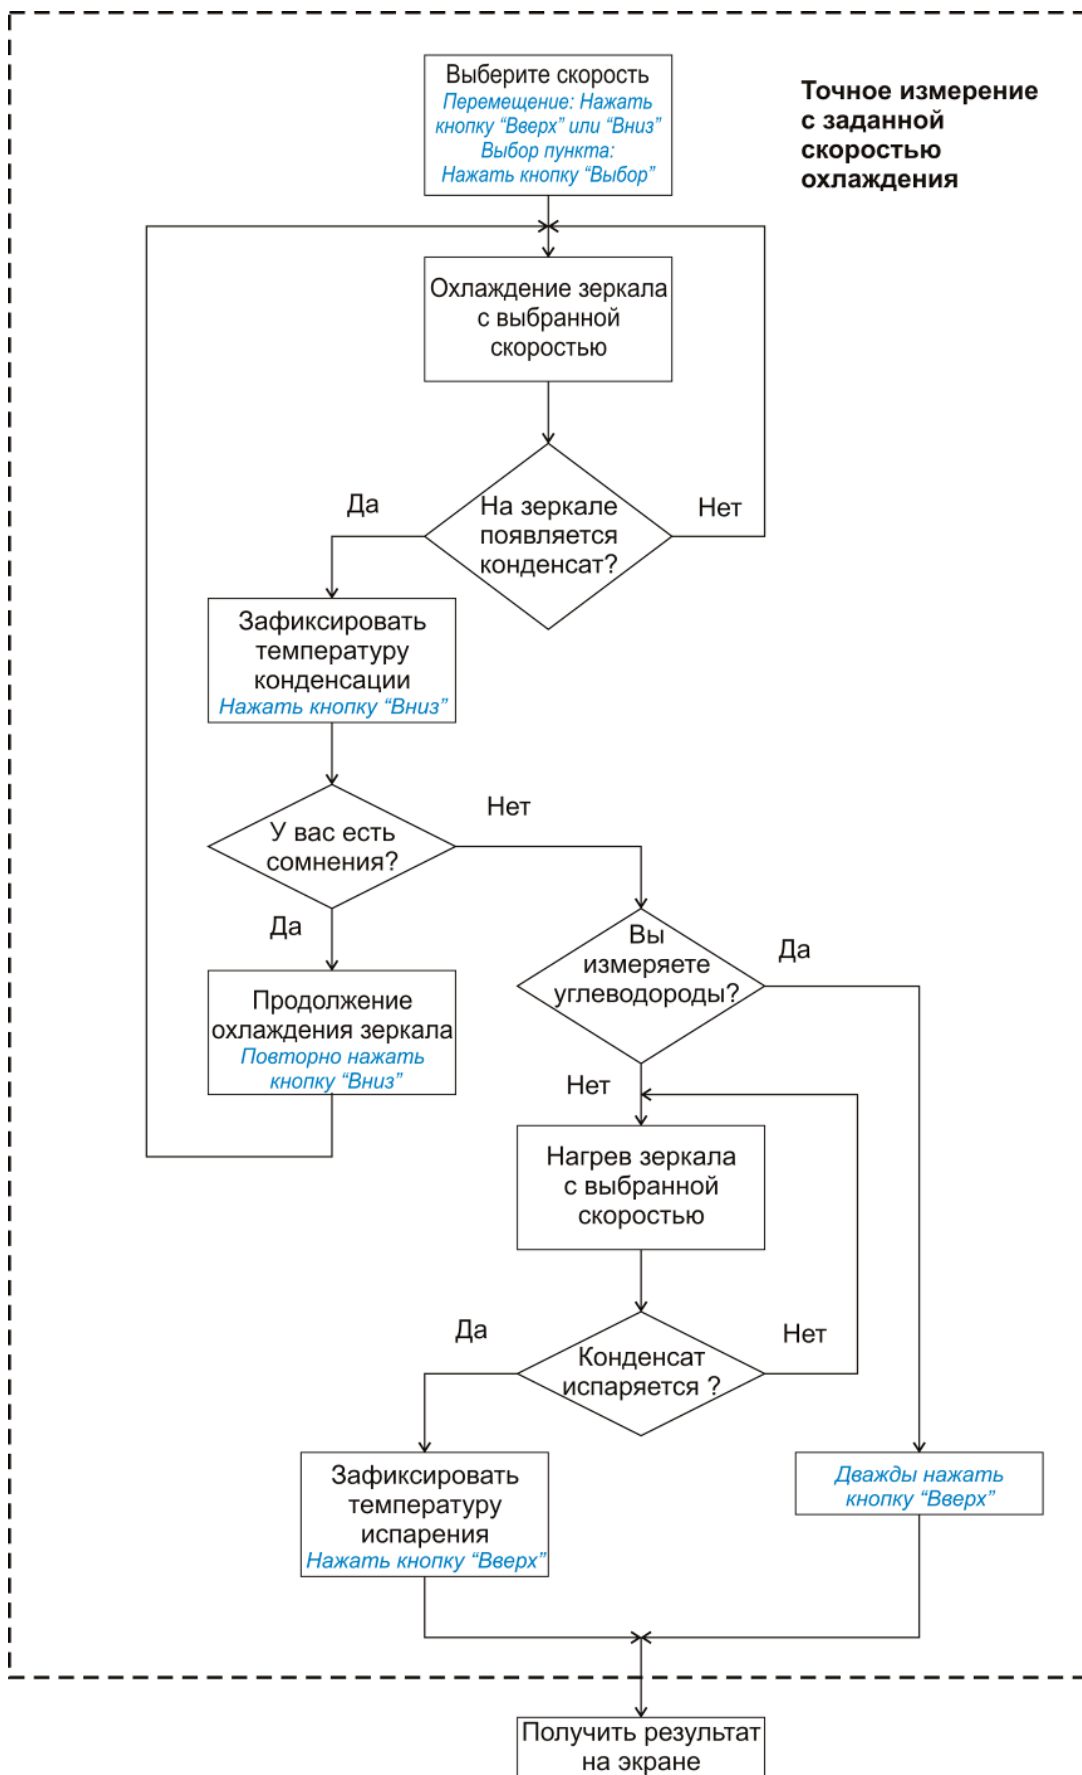 Выберите скорость
Перемещение: Нажать
кнопку “Вверх” или “Вниз”
Выбор пункта:
Нажать кнопку “Выбор”
Точное измерение
с заданной
скоростью
охлаждения
Охлаждение зеркала
с выбранной
скоростью
На зеркале
появляется
конденсат?
Да
Нет
Зафиксировать
температуру
конденсации
Нажать кнопку “Вниз”
У вас есть
сомнения?
Нет
Да
Продолжение
охлаждения зеркала
Повторно нажать
кнопку “Вниз”
Вы
измеряете
углеводороды?
Да
Нет
Нагрев зеркала
с выбранной
скоростью
Конденсат
испаряется ?
Да
Нет
Зафиксировать
температуру
испарения
Нажать кнопку “Вверх”
Дважды нажать
кнопку “Вверх”
Получить результат
на экране